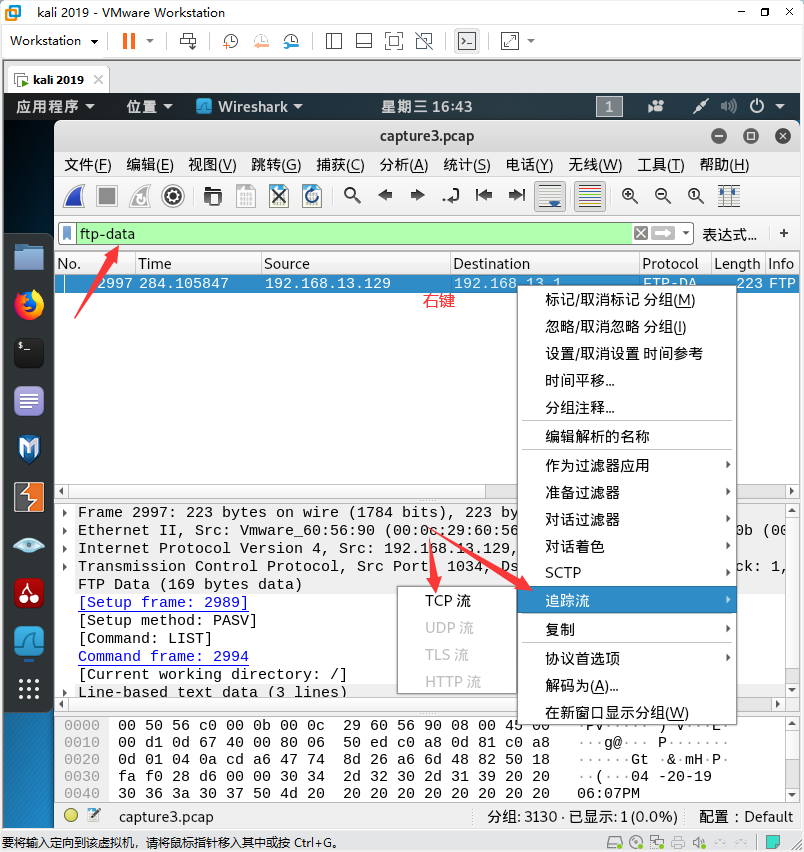 kali 2019 - VMware Workstation
Workstation
kali 2019
应用程序 位置 Wireshark 星期三 16:43 1
capture3.pcap
文件(F) 编辑(E) 视图(V) 跳转(G) 捕获(C) 分析(A) 统计(S) 电话(Y) 无线(W) 工具(T) 帮助(H)
ftp-data 表达式… +
No. Time Source Destination Protocol Length Info
2997 284.105847 192.168.13.129 192.168.13.1 FTP-DA… 223 FTP
右键
标记/取消标记 分组(M)
忽略/取消忽略 分组(I)
设置/取消设置 时间参考
时间平移…
分组注释…
编辑解析的名称
作为过滤器应用
准备过滤器
对话过滤器
对话着色
SCTP
追踪流
复制
协议首选项
解码为(A)…
在新窗口显示分组(W)
TCP 流
UDP 流
TLS 流
HTTP 流
Frame 2997: 223 bytes on wire (1784 bits), 223 by
Ethernet II, Src: Vmware_60:56:90 (00:0c:29:60:56 0b (00
Internet Protocol Version 4, Src: 192.168.13.129,
Transmission Control Protocol, Src Port: 1034, Ds ck: 1,
FTP Data (169 bytes data)
[Setup frame: 2989]
[Setup method: PASV]
[Command: LIST]
Command frame: 2994
[Current working directory: /]
Line-based text data (3 lines)
0000 00 50 56 c0 00 0b 00 0c 29 60 56 90 08 00 45 00 ·PV·····)`V···E·
0010 00 d1 0d 67 40 00 80 06 50 ed c0 a8 0d 81 c0 a8 ···g@···P·······
0020 0d 01 04 0a cd a6 47 74 8d 26 a6 6d 48 82 50 18 ······Gt·&·mH·P·
0030 fa f0 28 d6 00 00 30 34 2d 32 30 2d 31 39 20 20 ··(···04-20-19
0040 30 36 3a 30 37 50 4d 20 20 20 20 20 20 20 20 20 06:07PM
capture3.pcap 分组: 3130 · 已显示: 1 (0.0%) 配置：Default
要将输入定向到该虚拟机，请将鼠标指针移入其中或按 Ctrl+G。